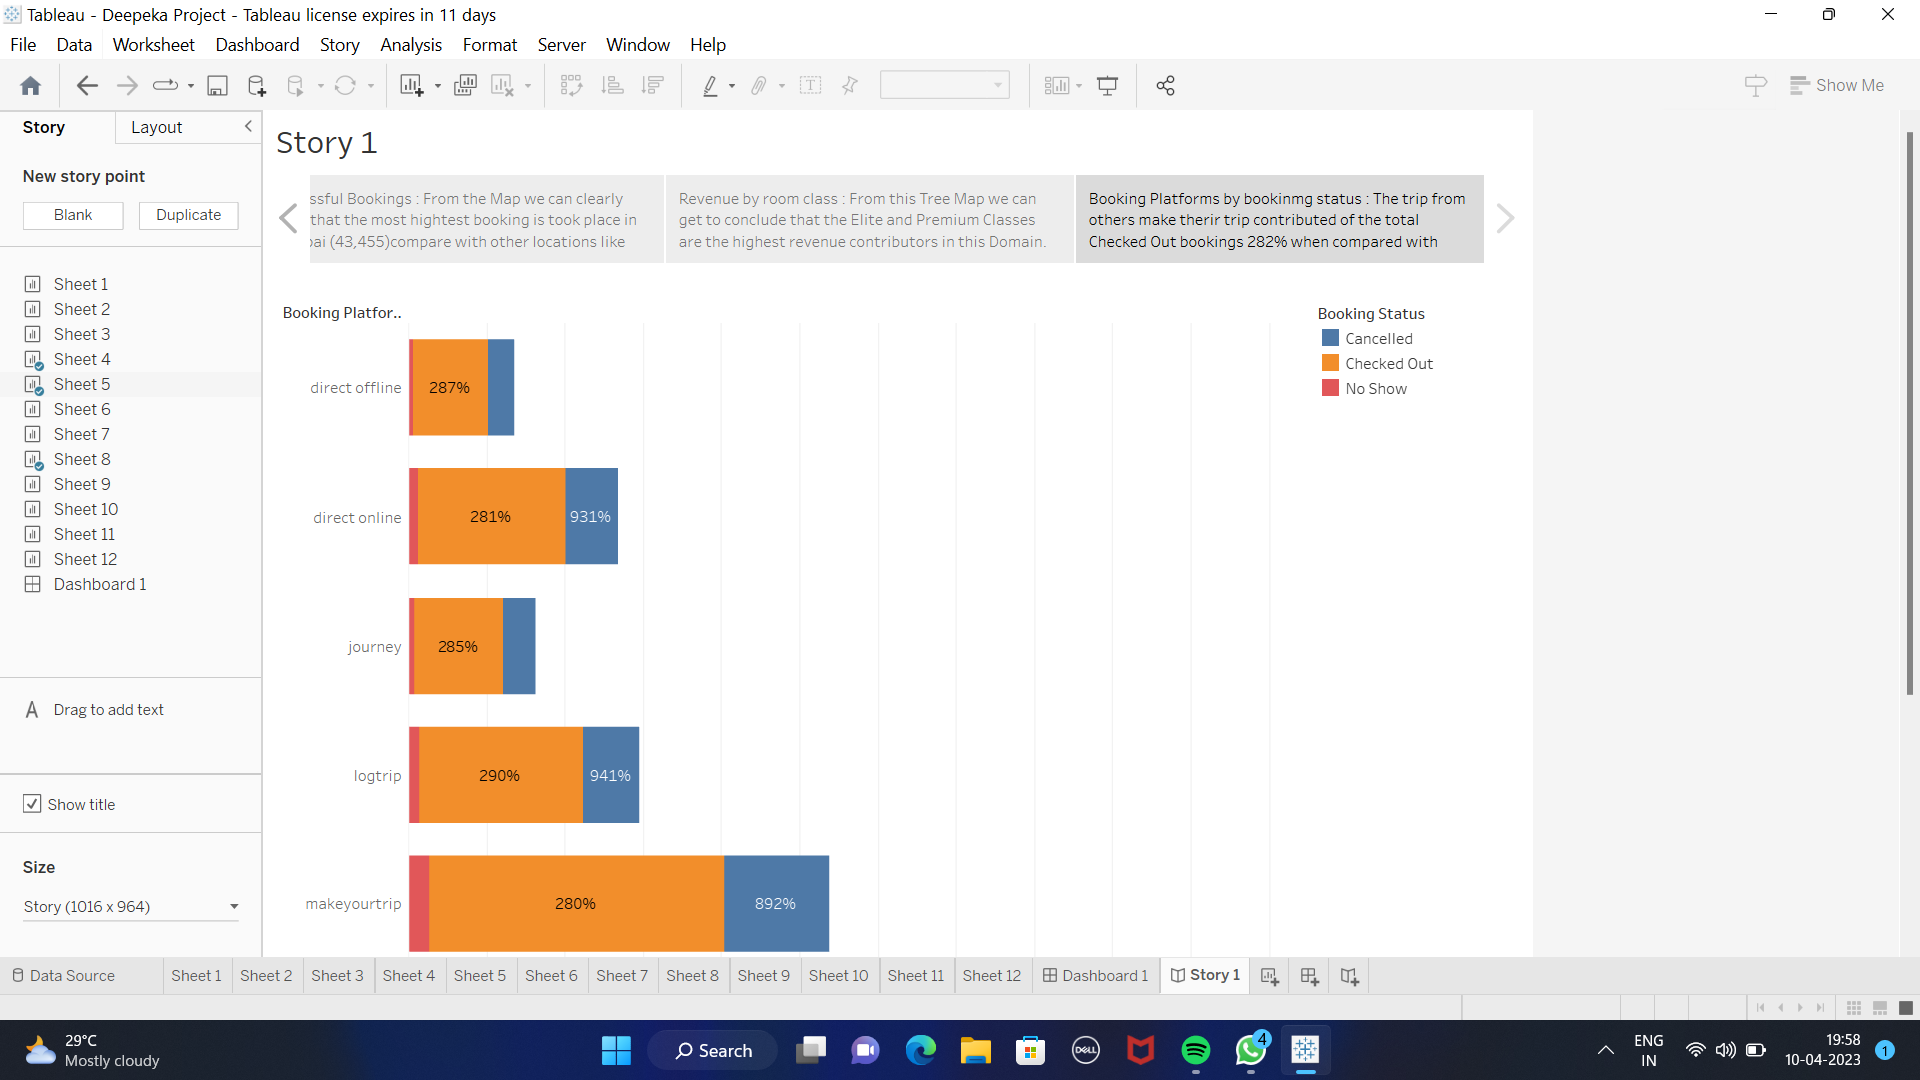 Tableau - Deepeka Project - Tableau license expires in 11 days
File Data Worksheet Dashboard Story Analysis Format Server Window Help
Show Me
Story Layout
New story point
Blank Duplicate
Sheet 1
Sheet 2
Sheet 3
Sheet 4
Sheet 5
Sheet 6
Sheet 7
Sheet 8
Sheet 9
Sheet 10
Sheet 11
Sheet 12
Dashboard 1
A Drag to add text
Show title
Size
Story (1016 x 964)
Story 1
ssful Bookings : From the Map we can clearly
that the most hightest booking is took place in
ai (43,455)compare with other locations like
Revenue by room class : From this Tree Map we can
get to conclude that the Elite and Premium Classes
are the highest revenue contributors in this Domain.
Booking Platforms by bookinmg status : The trip from
others make therir trip contributed of the total
Checked Out bookings 282% when compared with
Booking Platfor..
direct offline 287%
direct online 281% 931%
journey 285%
logtrip 290% 941%
makeyourtrip 280% 892%
Booking Status
Cancelled
Checked Out
No Show
Data Source Sheet 1 Sheet 2 Sheet 3 Sheet 4 Sheet 5 Sheet 6 Sheet 7 Sheet 8 Sheet 9 Sheet 10 Sheet 11 Sheet 12 Dashboard 1 Story 1
29°C
Mostly cloudy
Search
DELL
4
ENG
IN
19:58
10-04-2023
1